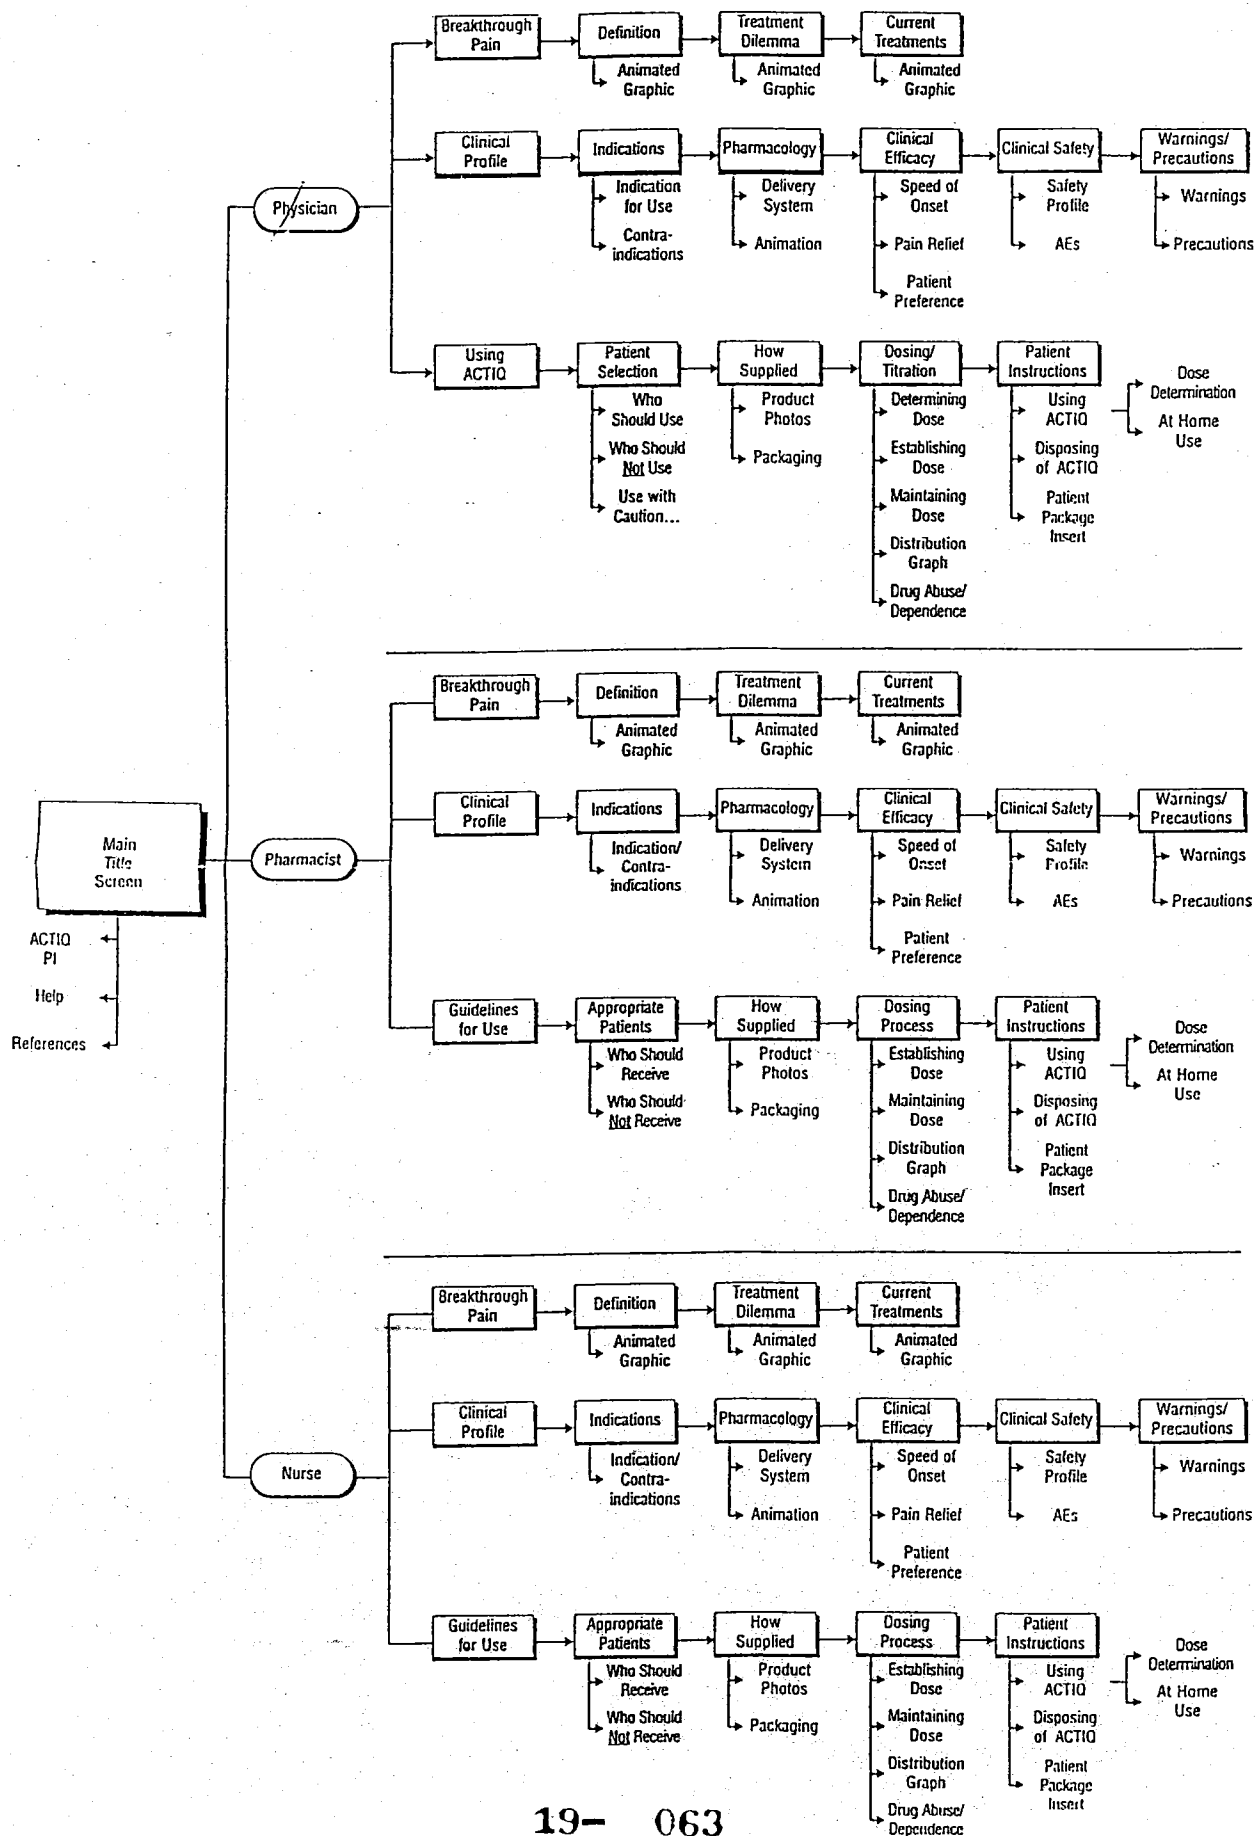 Breakthrough
Pain
Definition
Animated
Graphic
Treatment
Dilemma
Animated
Graphic
Current
Treatments
Animated
Graphic
Clinical
Profile
Indications
Indication
for Use
Contra-
indications
Pharmacology
Delivery
System
Animation
Clinical
Efficacy
Speed of
Onset
Pain Relief
Patient
Preference
Clinical Safety
Safety
Profile
AEs
Warnings/
Precautions
Warnings
Precautions
Physician
Using
ACTIQ
Patient
Selection
Who
Should Use
Who Should
Not Use
Use with
Caution...
How
Supplied
Product
Photos
Packaging
Dosing/
Titration
Determining
Dose
Establishing
Dose
Maintaining
Dose
Distribution
Graph
Drug Abuse/
Dependence
Patient
Instructions
Using
ACTIQ
Disposing
of ACTIQ
Patient
Package
Insert
Dose
Determination
At Home
Use
Breakthrough
Pain
Definition
Animated
Graphic
Treatment
Dilemma
Animated
Graphic
Current
Treatments
Animated
Graphic
Clinical
Profile
Indications
Indication/
Contra-
indications
Pharmacology
Delivery
System
Animation
Clinical
Efficacy
Speed of
Onset
Pain Relief
Patient
Preference
Clinical Safety
Safety
Profile
AEs
Warnings/
Precautions
Warnings
Precautions
Main
Title
Screen
ACTIQ
PI
Help
References
Pharmacist
Guidelines
for Use
Appropriate
Patients
Who Should
Receive
Who Should
Not Receive
How
Supplied
Product
Photos
Packaging
Dosing
Process
Establishing
Dose
Maintaining
Dose
Distribution
Graph
Drug Abuse/
Dependence
Patient
Instructions
Using
ACTIQ
Disposing
of ACTIQ
Patient
Package
Insert
Dose
Determination
At Home
Use
Breakthrough
Pain
Definition
Animated
Graphic
Treatment
Dilemma
Animated
Graphic
Current
Treatments
Animated
Graphic
Clinical
Profile
Indications
Indication/
Contra-
indications
Pharmacology
Delivery
System
Animation
Clinical
Efficacy
Speed of
Onset
Pain Relief
Patient
Preference
Clinical Safety
Safety
Profile
AEs
Warnings/
Precautions
Warnings
Precautions
Nurse
Guidelines
for Use
Appropriate
Patients
Who Should
Receive
Who Should
Not Receive
How
Supplied
Product
Photos
Packaging
Dosing
Process
Establishing
Dose
Maintaining
Dose
Distribution
Graph
Drug Abuse/
Dependence
Patient
Instructions
Using
ACTIQ
Disposing
of ACTIQ
Patient
Package
Insert
Dose
Determination
At Home
Use
19- 063